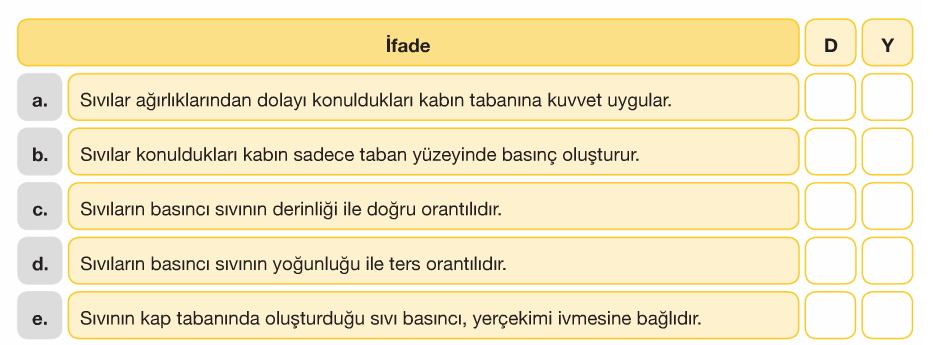 İfade D Y
a. Sıvılar ağırlıklarından dolayı konuldukları kabın tabanına kuvvet uygular.
b. Sıvılar konuldukları kabın sadece taban yüzeyinde basınç oluşturur.
c. Sıvıların basıncı sıvının derinliği ile doğru orantılıdır.
d. Sıvıların basıncı sıvının yoğunluğu ile ters orantılıdır.
e. Sıvının kap tabanında oluşturduğu sıvı basıncı, yerçekimi ivmesine bağlıdır.